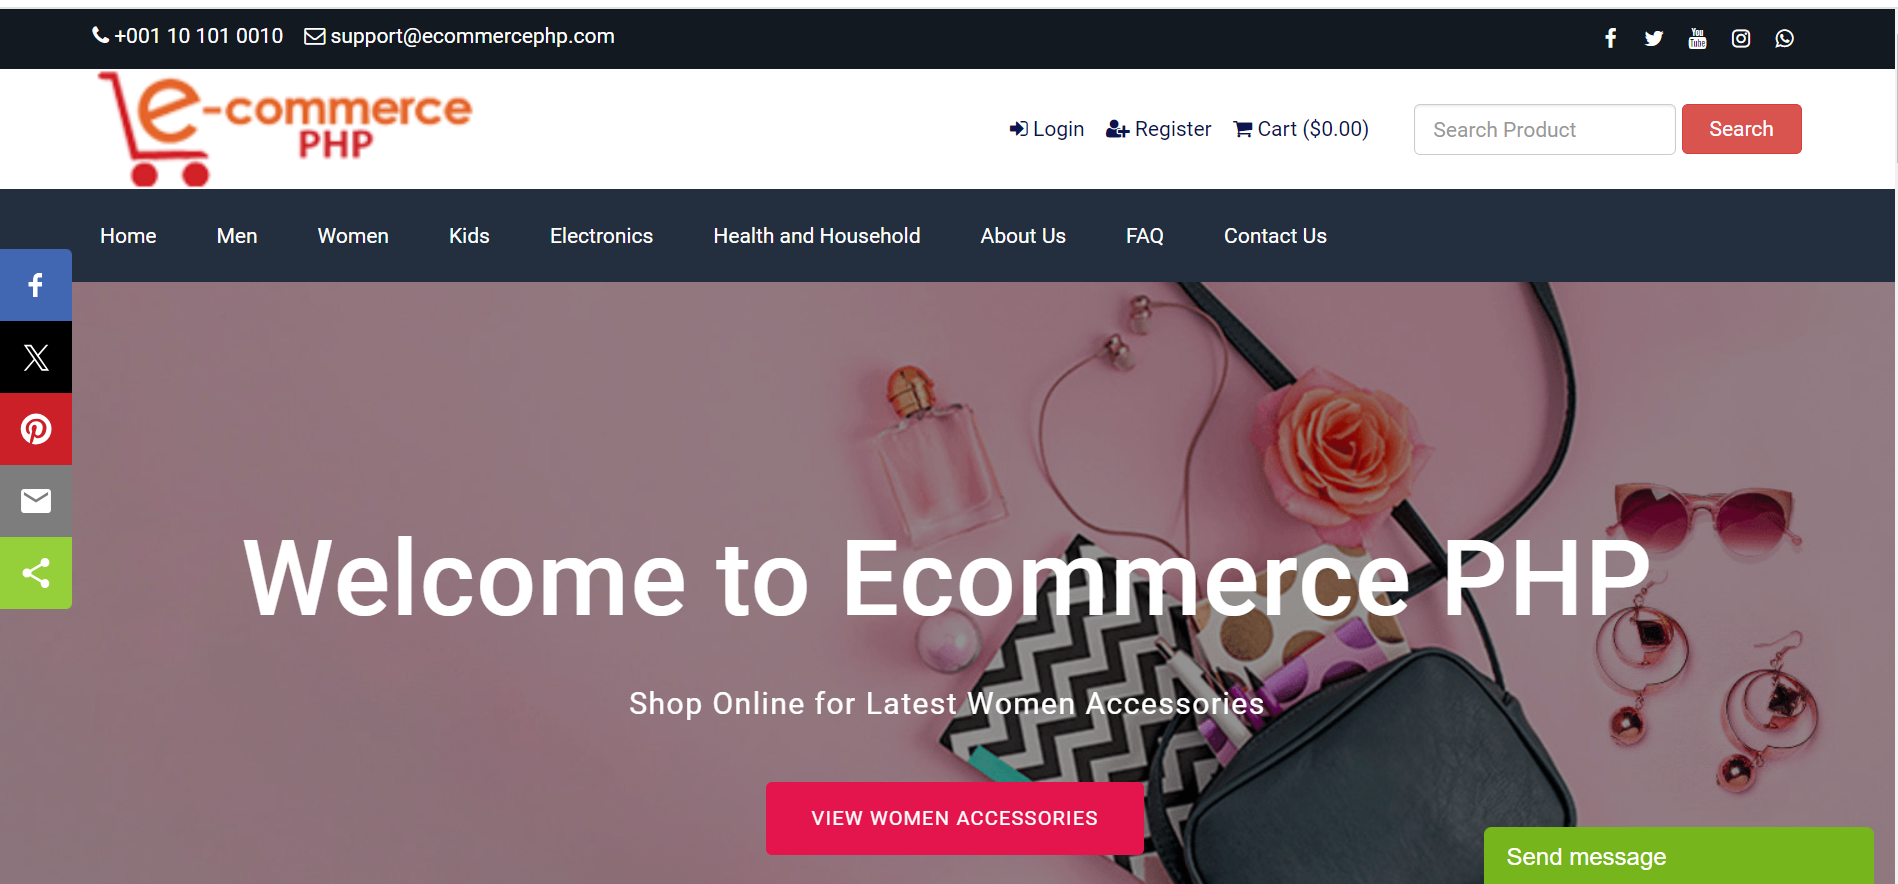 +001 10 101 0010 support@ecommercephp.com
You Tube
e-commerce
PHP
Login Register Cart ($0.00) Search Product Search
Home Men Women Kids Electronics Health and Household About Us FAQ Contact Us
Welcome to Ecommerce PHP
Shop Online for Latest Women Accessories
VIEW WOMEN ACCESSORIES
Send message